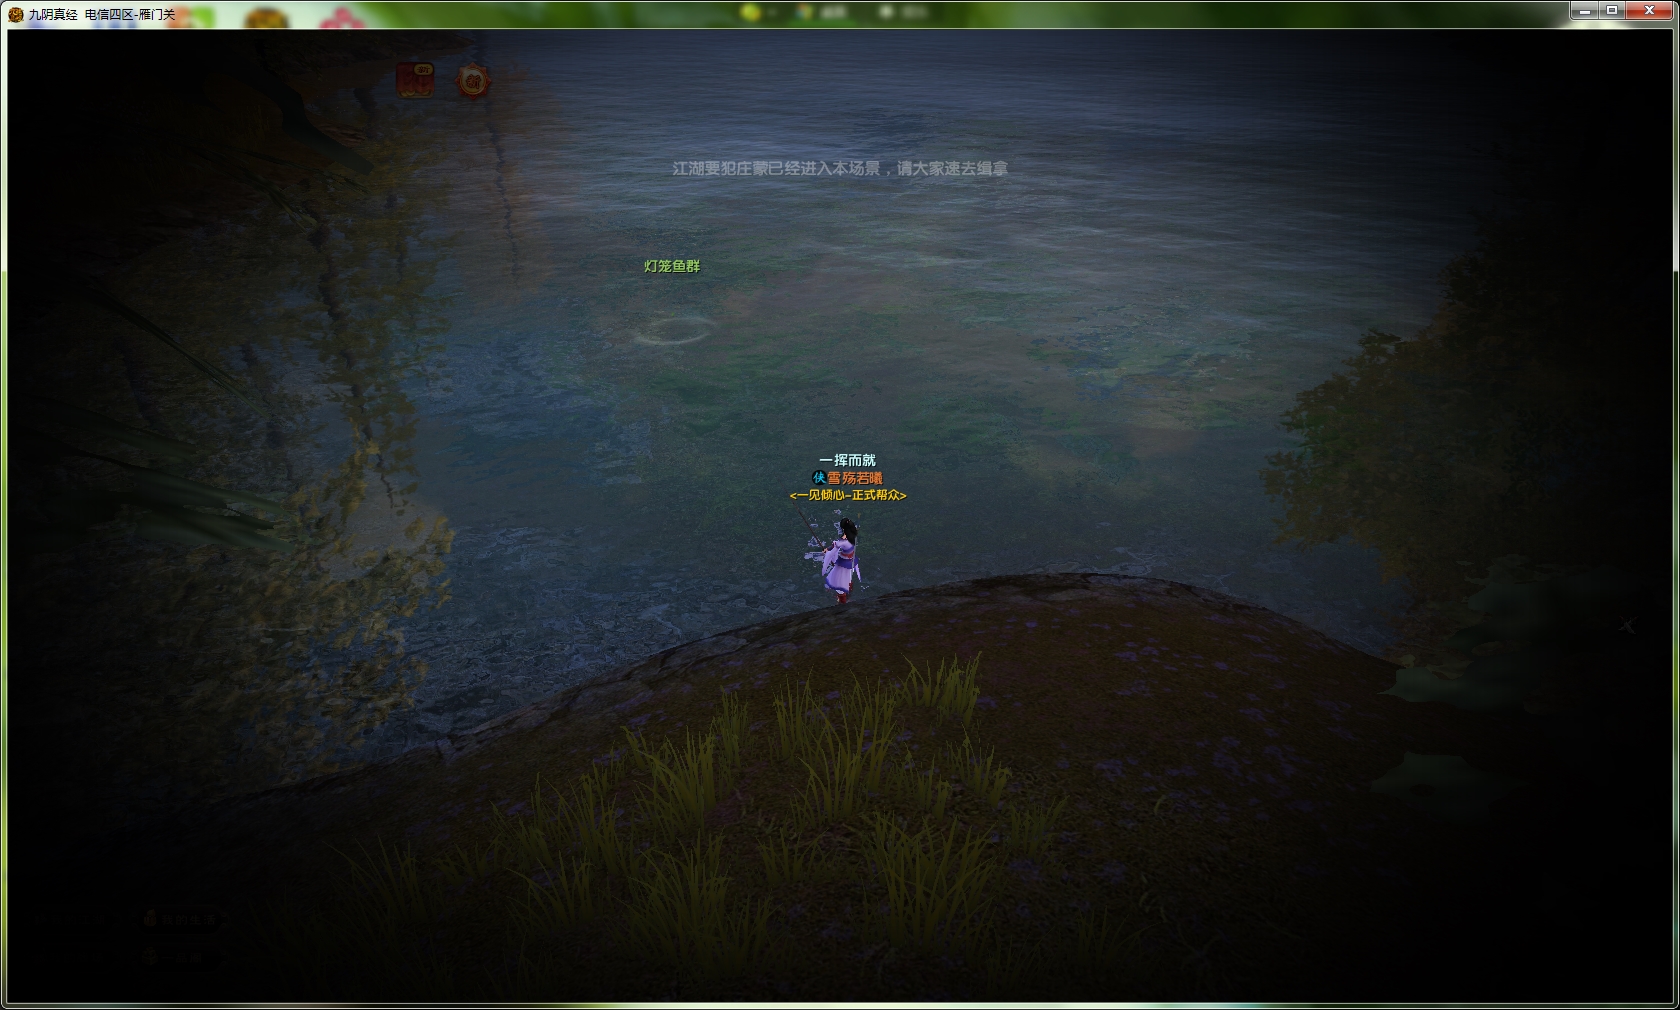 九阴真经 电信四区-雁门关
江湖要犯庄蒙已经进入本场景，请大家速去缉拿
灯笼鱼群
一挥而就
侠雪殇若曦
<一见倾心-正式帮众>